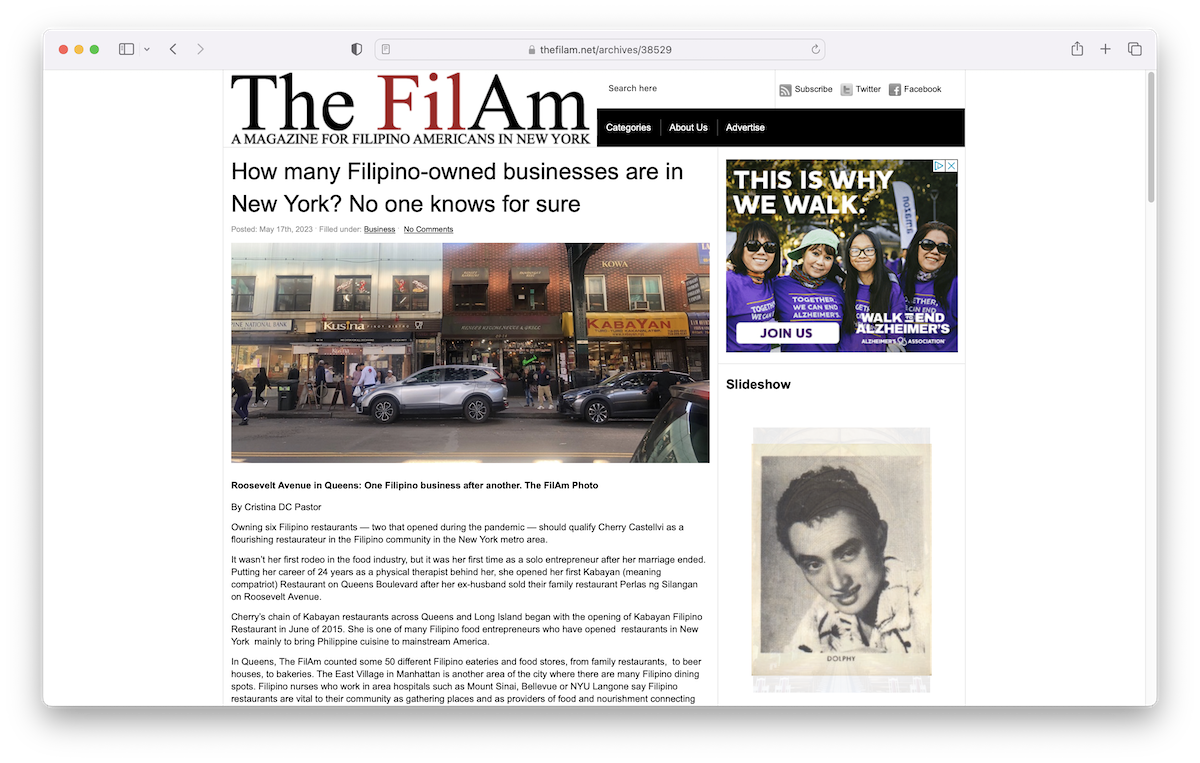 thefilam.net/archives/38529
The FilAm
A MAGAZINE FOR FILIPINO AMERICANS IN NEW YORK
Search here
Subscribe
Twitter
Facebook
Categories
About Us
Advertise
How many Filipino-owned businesses are in
New York? No one knows for sure
Posted: May 17th, 2023 · Filled under: Business No Comments
KOWA
NATIONAL BANK
Kusina
KABAYAN
Roosevelt Avenue in Queens: One Filipino business after another. The FilAm Photo
By Cristina DC Pastor
Owning six Filipino restaurants — two that opened during the pandemic — should qualify Cherry Castellvi as a
flourishing restaurateur in the Filipino community in the New York metro area.
It wasn’t her first rodeo in the food industry, but it was her first time as a solo entrepreneur after her marriage ended.
Putting her career of 24 years as a physical therapist behind her, she opened her first Kabayan (meaning
compatriot) Restaurant on Queens Boulevard after her ex-husband sold their family restaurant Perlas ng Silangan
on Roosevelt Avenue.
Cherry’s chain of Kabayan restaurants across Queens and Long Island began with the opening of Kabayan Filipino
Restaurant in June of 2015. She is one of many Filipino food entrepreneurs who have opened restaurants in New
York mainly to bring Philippine cuisine to mainstream America.
In Queens, The FilAm counted some 50 different Filipino eateries and food stores, from family restaurants, to beer
houses, to bakeries. The East Village in Manhattan is another area of the city where there are many Filipino dining
spots. Filipino nurses who work in area hospitals such as Mount Sinai, Bellevue or NYU Langone say Filipino
restaurants are vital to their community as gathering places and as providers of food and nourishment connecting
THIS IS WHY
WE WALK.
TOGETHER,
WE CAN END
ALZHEIMER'S
TOGETHER,
WE CAN END
JOIN US
WALK TO END
ALZHEIMER'S
ALZHEIMER'S ASSOCIATION
Slideshow
DOLPHY